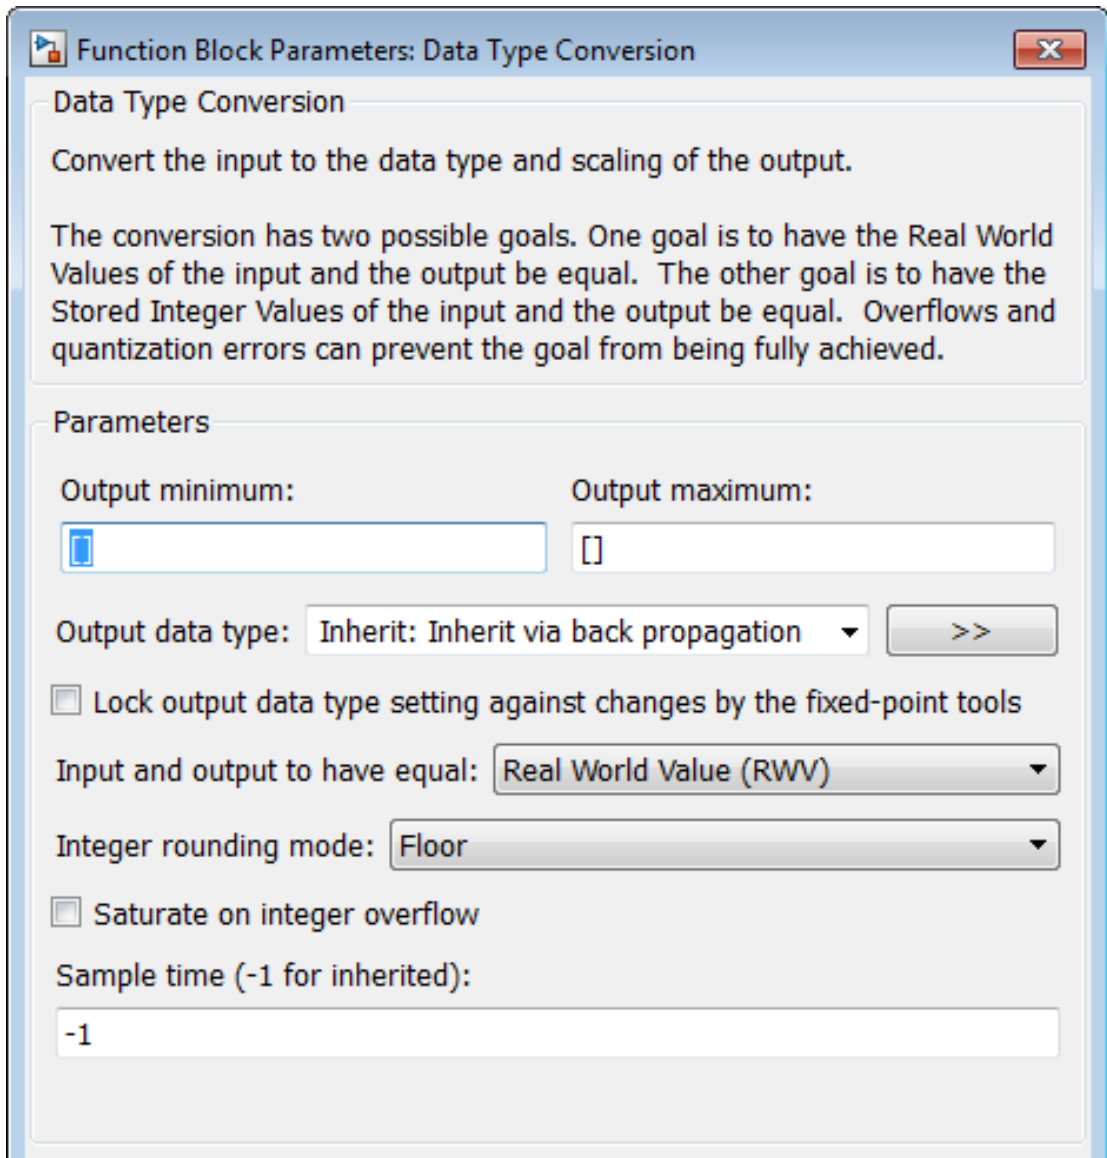 Function Block Parameters: Data Type Conversion
Data Type Conversion
Convert the input to the data type and scaling of the output.
The conversion has two possible goals. One goal is to have the Real World
Values of the input and the output be equal.  The other goal is to have the
Stored Integer Values of the input and the output be equal.  Overflows and
quantization errors can prevent the goal from being fully achieved.
Parameters
Output minimum: Output maximum:
[] []
Output data type: Inherit: Inherit via back propagation >>
Lock output data type setting against changes by the fixed-point tools
Input and output to have equal: Real World Value (RWV)
Integer rounding mode: Floor
Saturate on integer overflow
Sample time (-1 for inherited):
-1